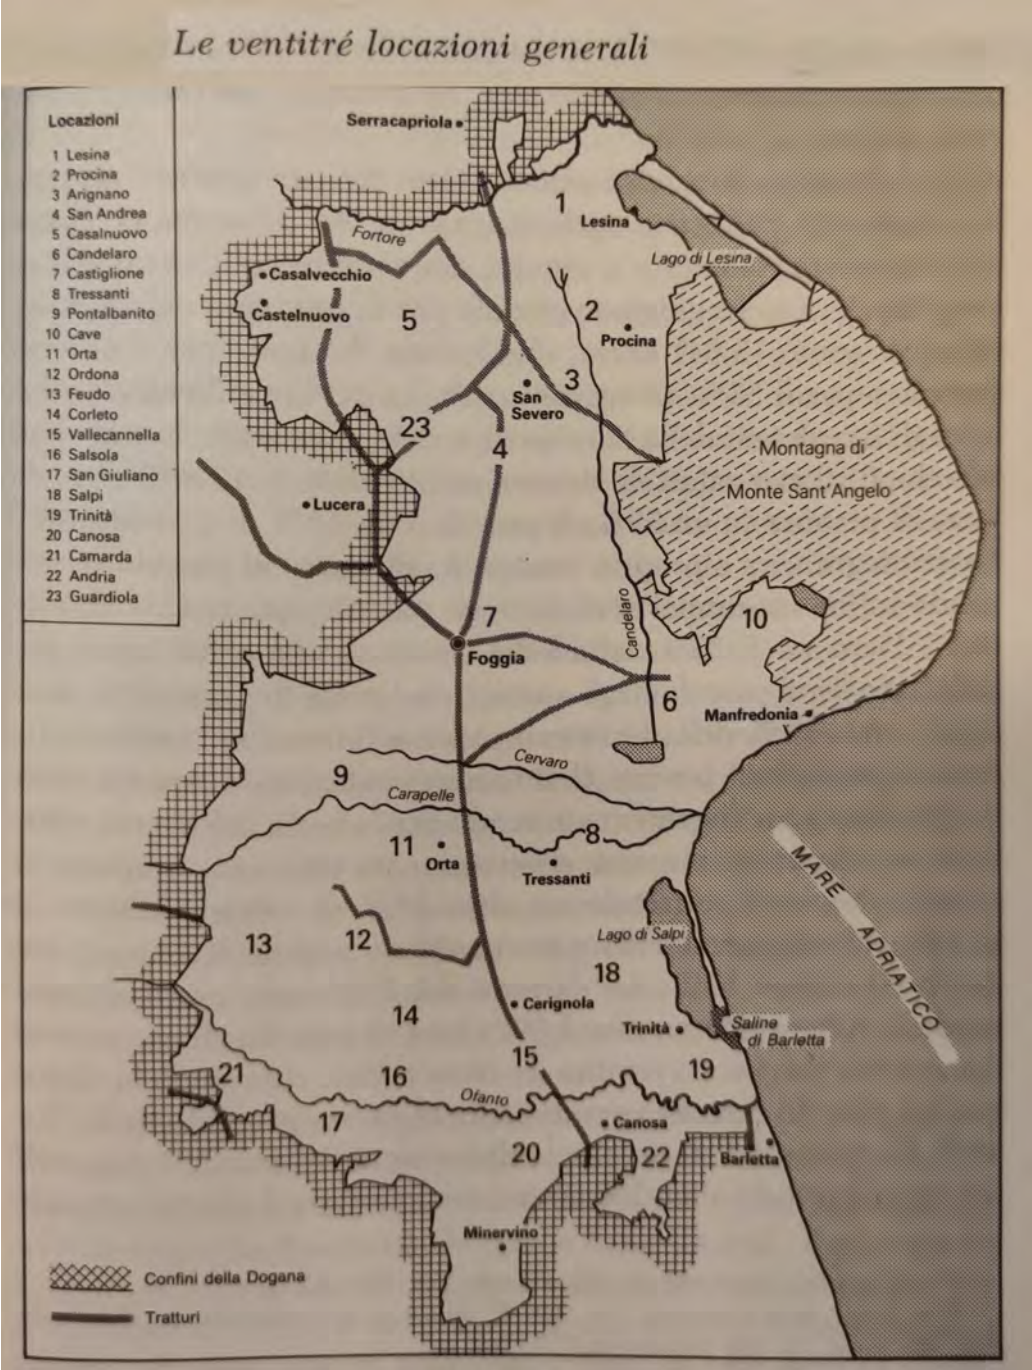 Le ventitré locazioni generali
Locazioni
1 Lesina
2 Procina
3 Arignano
4 San Andrea
5 Casalnuovo
6 Candelaro
7 Castiglione
8 Tressanti
9 Pontalbanito
10 Cave
11 Orta
12 Ordona
13 Feudo
14 Corleto
15 Vallecannella
16 Salsola
17 San Giuliano
18 Salpi
19 Trinità
20 Canosa
21 Camarda
22 Andria
23 Guardiola
Serracapriola
1
Lesina
Fortore
Lago di Lesina
Casalvecchio
Castelnuovo
5
2
Procina
3
San
Severo
23
4
Montagna di
Monte Sant'Angelo
Lucera
Candelaro
7
10
Foggia
6
Manfredonia
Cervaro
9
Carapelle
8
11
Orta
Tressanti
MARE ADRIATICO
Lago di Salpi
12
13
18
Cerignola
14
Trinità
Saline
di Barletta
15
19
21
16
Ofanto
17
Canosa
20
22
Barletta
Minervino
Confini della Dogana
Tratturi